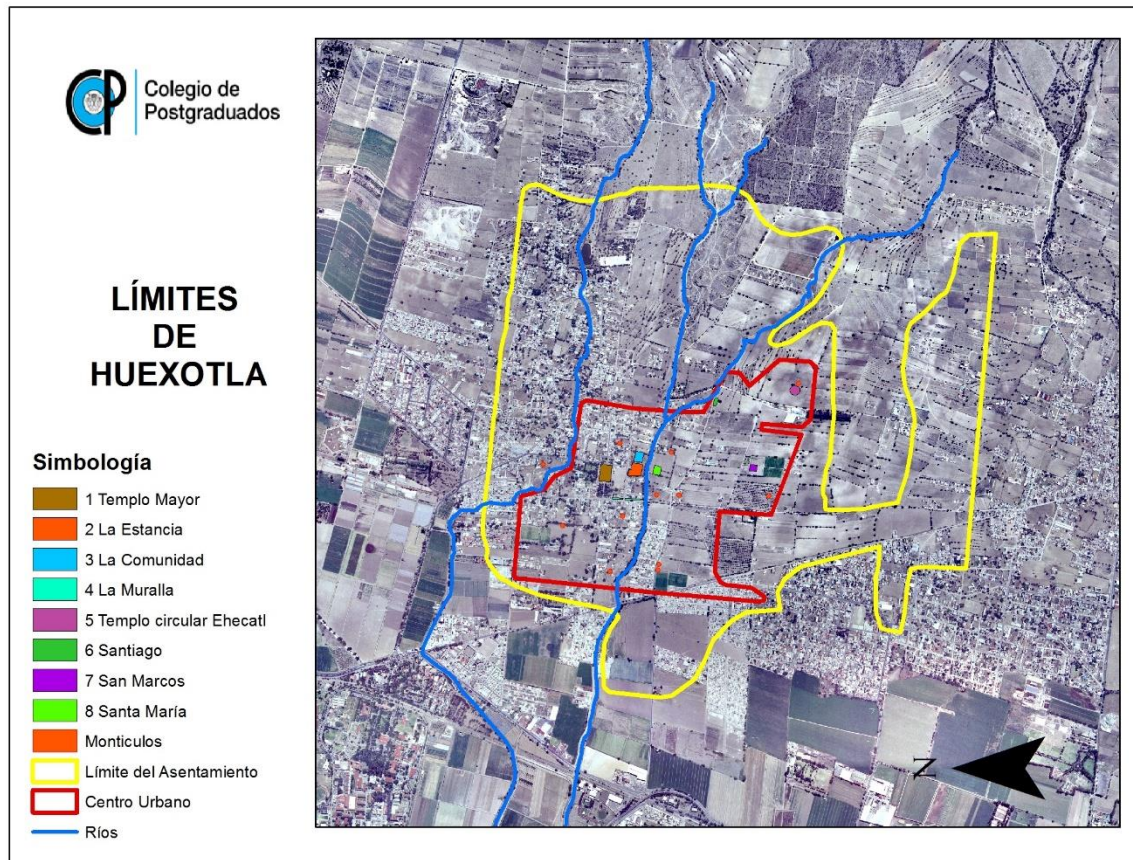 Colegio de
Postgraduados
LÍMITES
DE
HUEXOTLA
Simbología
1 Templo Mayor
2 La Estancia
3 La Comunidad
4 La Muralla
5 Templo circular Ehecatl
6 Santiago
7 San Marcos
8 Santa María
Monticulos
Límite del Asentamiento
Centro Urbano
Ríos
N